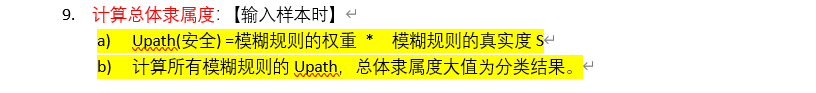 9. 计算总体隶属度：【输入样本时】
a) Upath(安全) =模糊规则的权重 * 模糊规则的真实度 S
b) 计算所有模糊规则的 Upath，总体隶属度大值为分类结果。